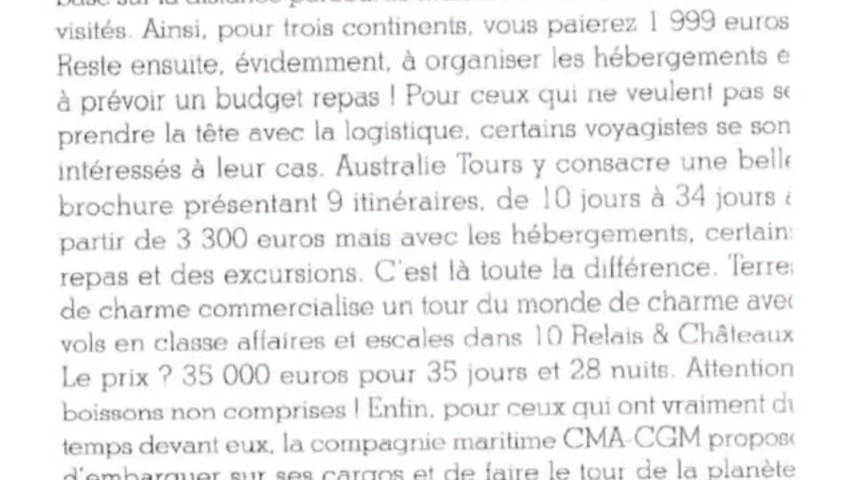 visités. Ainsi, pour trois continents, vous paierez 1 999 euros
Reste ensuite, évidemment, à organiser les hébergements e
à prévoir un budget repas ! Pour ceux qui ne veulent pas se
prendre la tête avec la logistique, certains voyagistes se son
intéressés à leur cas. Australie Tours y consacre une belle
brochure présentant 9 itinéraires, de 10 jours à 34 jours
partir de 3 300 euros mais avec les hébergements, certains
repas et des excursions. C'est là toute la différence. Terres
de charme commercialise un tour du monde de charme avec
vols en classe affaires et escales dans 10 Relais & Châteaux
Le prix ? 35 000 euros pour 35 jours et 28 nuits. Attention
boissons non comprises ! Enfin, pour ceux qui ont vraiment du
temps devant eux, la compagnie maritime CMA-CGM propose
d'embarquer sur ses cargos et de faire le tour de la planète